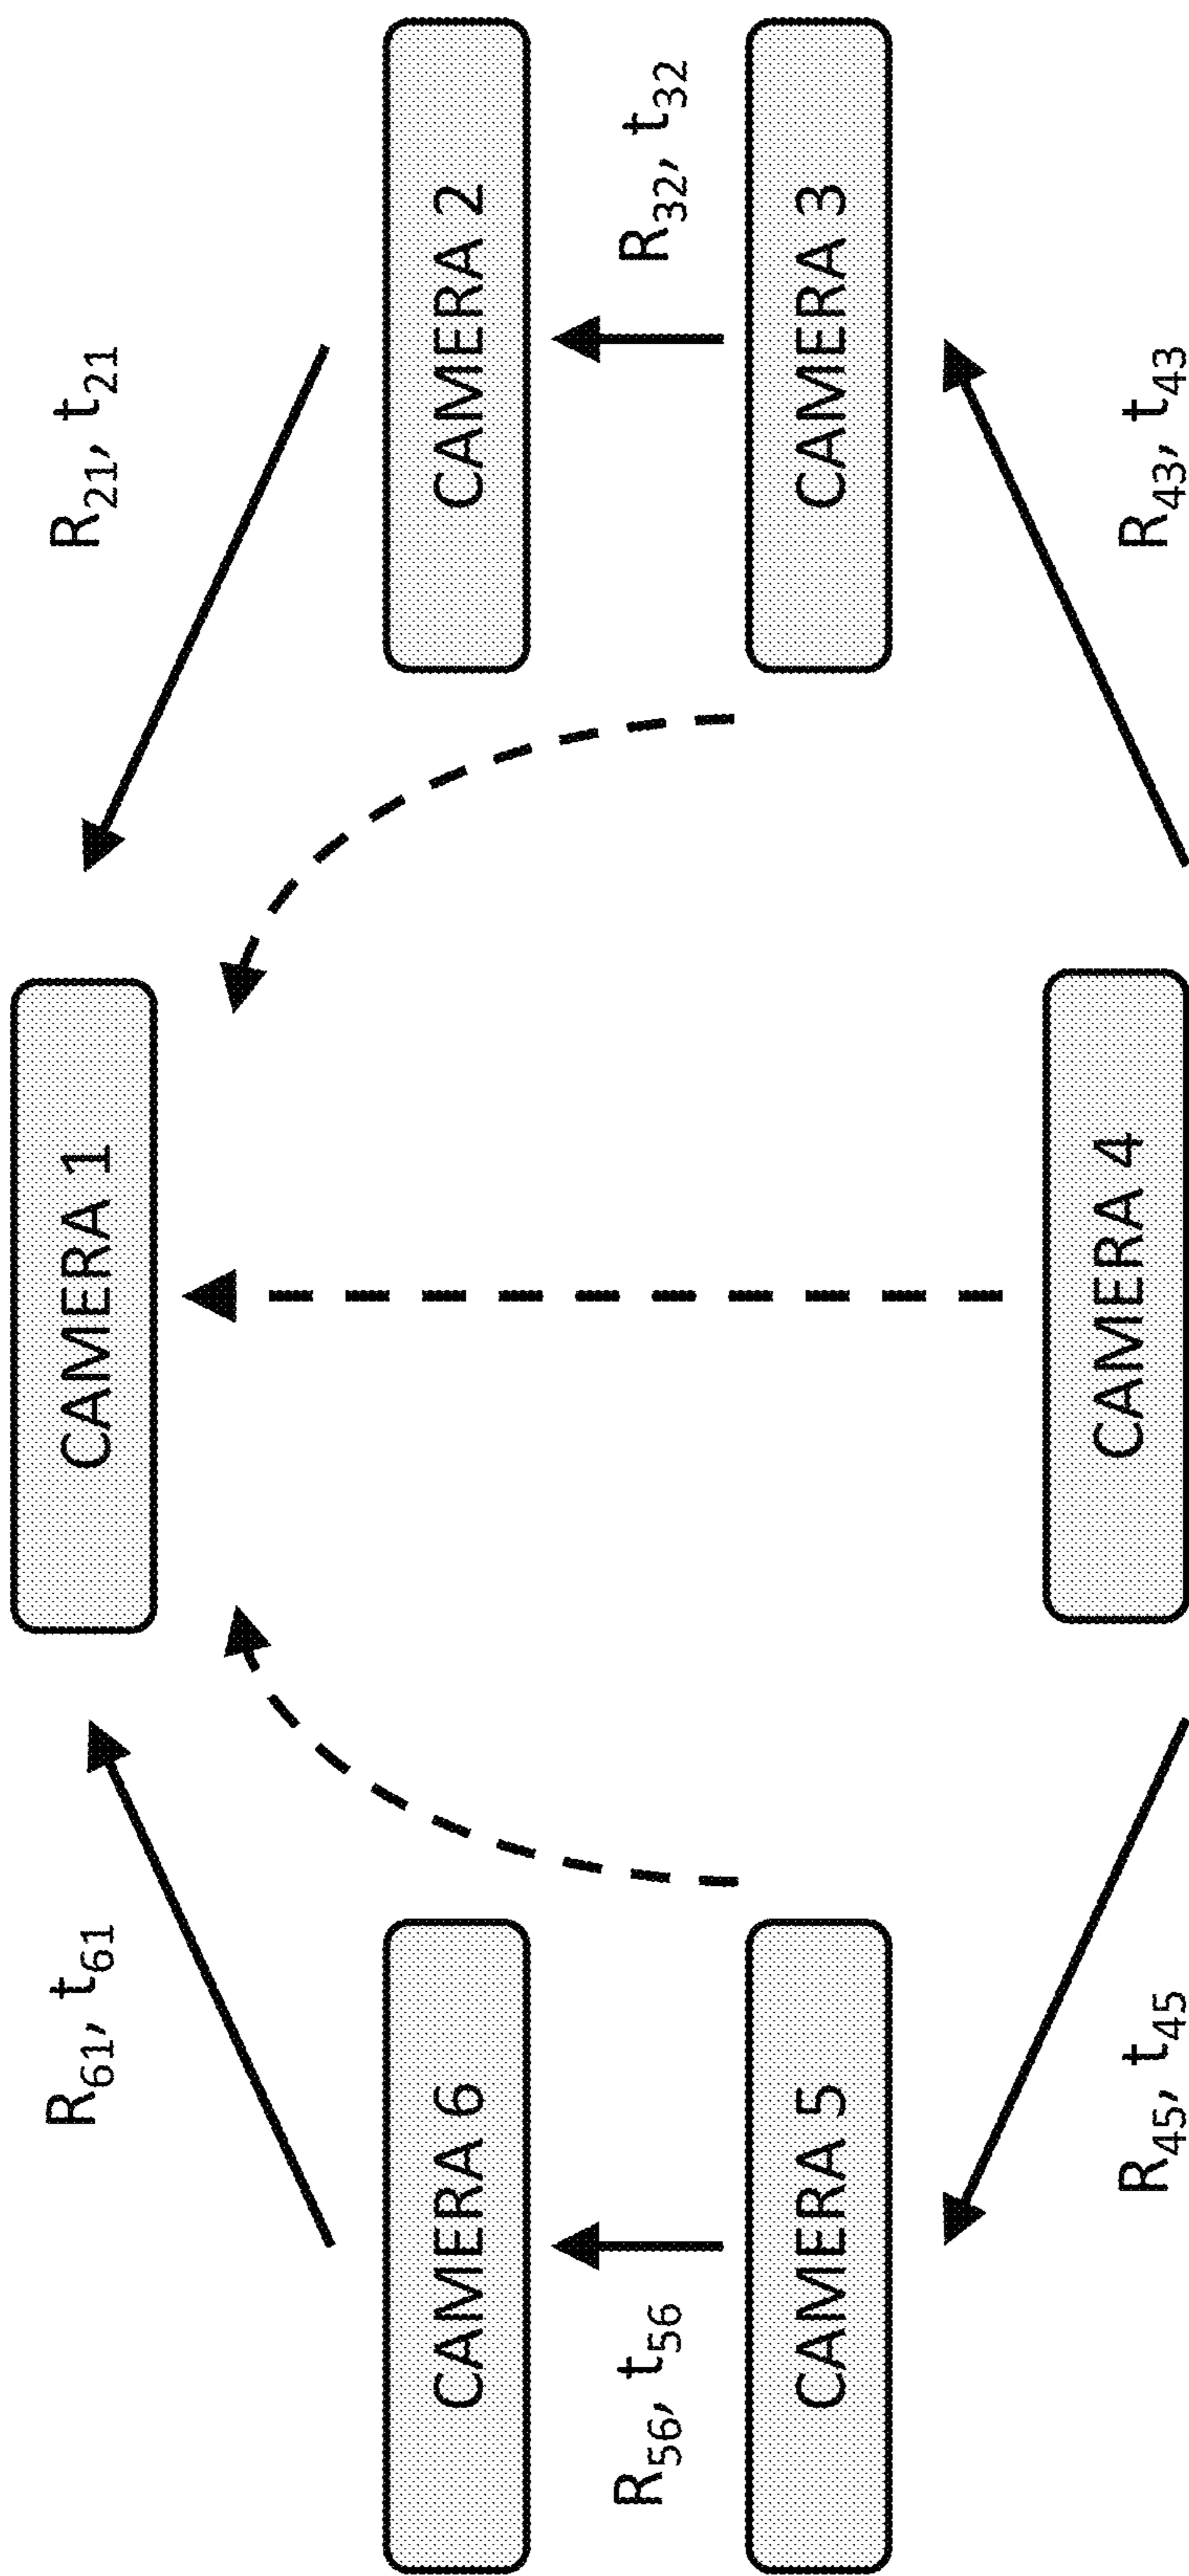 R₆₁, t₆₁
CAMERA 1
R₂₁, t₂₁
CAMERA 6
CAMERA 2
R₅₆, t₅₆
R₃₂, t₃₂
CAMERA 5
CAMERA 3
R₄₅, t₄₅
CAMERA 4
R₄₃, t₄₃